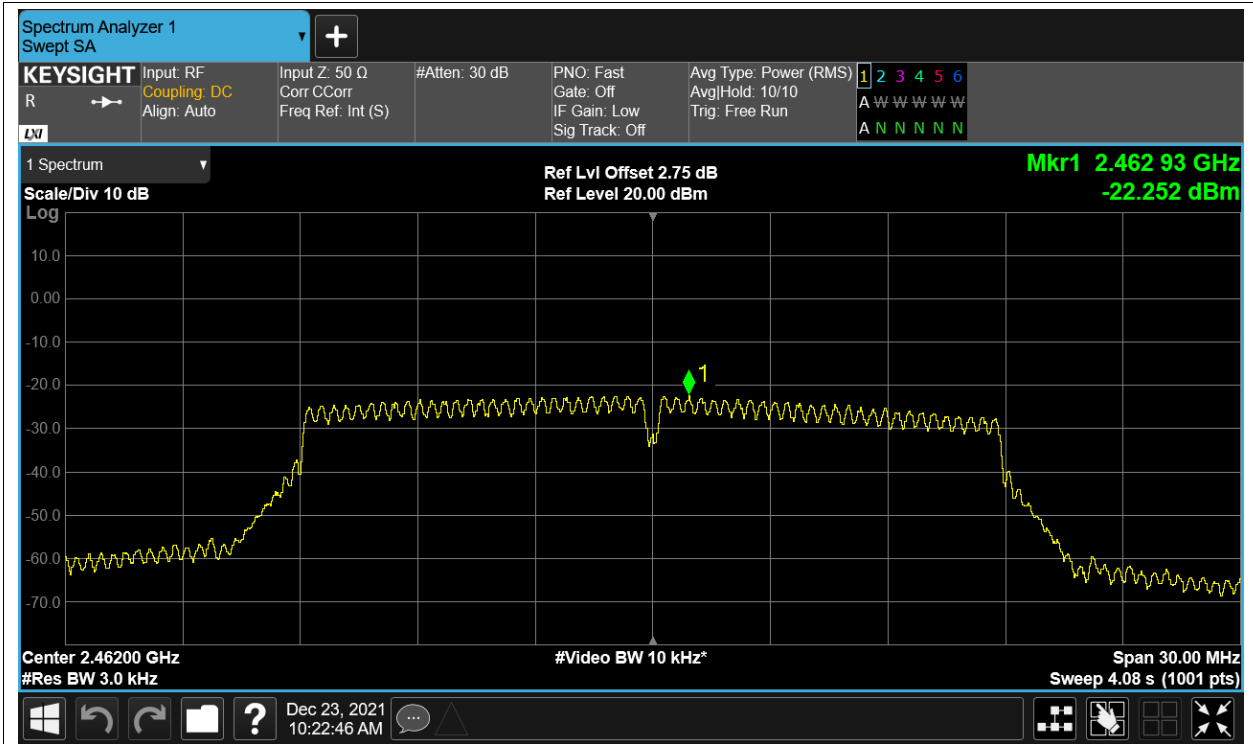 Spectrum Analyzer 1
Swept SA
+
KEYSIGHT
R
LXI
Input: RF
Coupling: DC
Align: Auto
Input Z: 50 Ω
Corr CCorr
Freq Ref: Int (S)
#Atten: 30 dB
PNO: Fast
Gate: Off
IF Gain: Low
Sig Track: Off
Avg Type: Power (RMS)
Avg|Hold: 10/10
Trig: Free Run
1 2 3 4 5 6
A W W W W W
A N N N N N
1 Spectrum
Scale/Div 10 dB
Log
Ref Lvl Offset 2.75 dB
Ref Level 20.00 dBm
Mkr1 2.462 93 GHz
-22.252 dBm
10.0
0.00
-10.0
-20.0
-30.0
-40.0
-50.0
-60.0
-70.0
1
Center 2.46200 GHz
#Res BW 3.0 kHz
#Video BW 10 kHz*
Span 30.00 MHz
Sweep 4.08 s (1001 pts)
?
Dec 23, 2021
10:22:46 AM